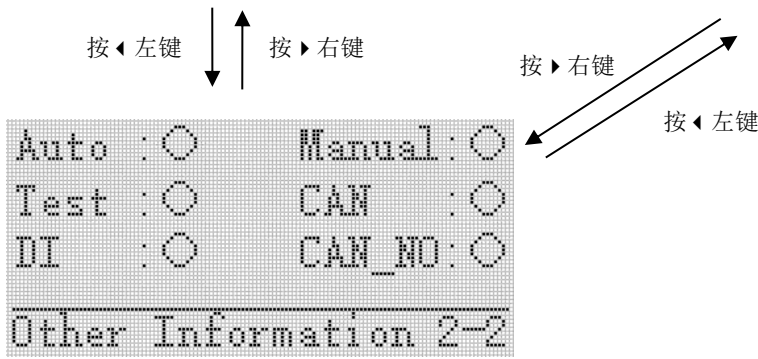 按◀左键 按▶右键
按▶右键
按◀左键
Auto :○ Manual:○
Test :○ CAN :○
DI :○ CAN_NO:○
Other Information 2-2